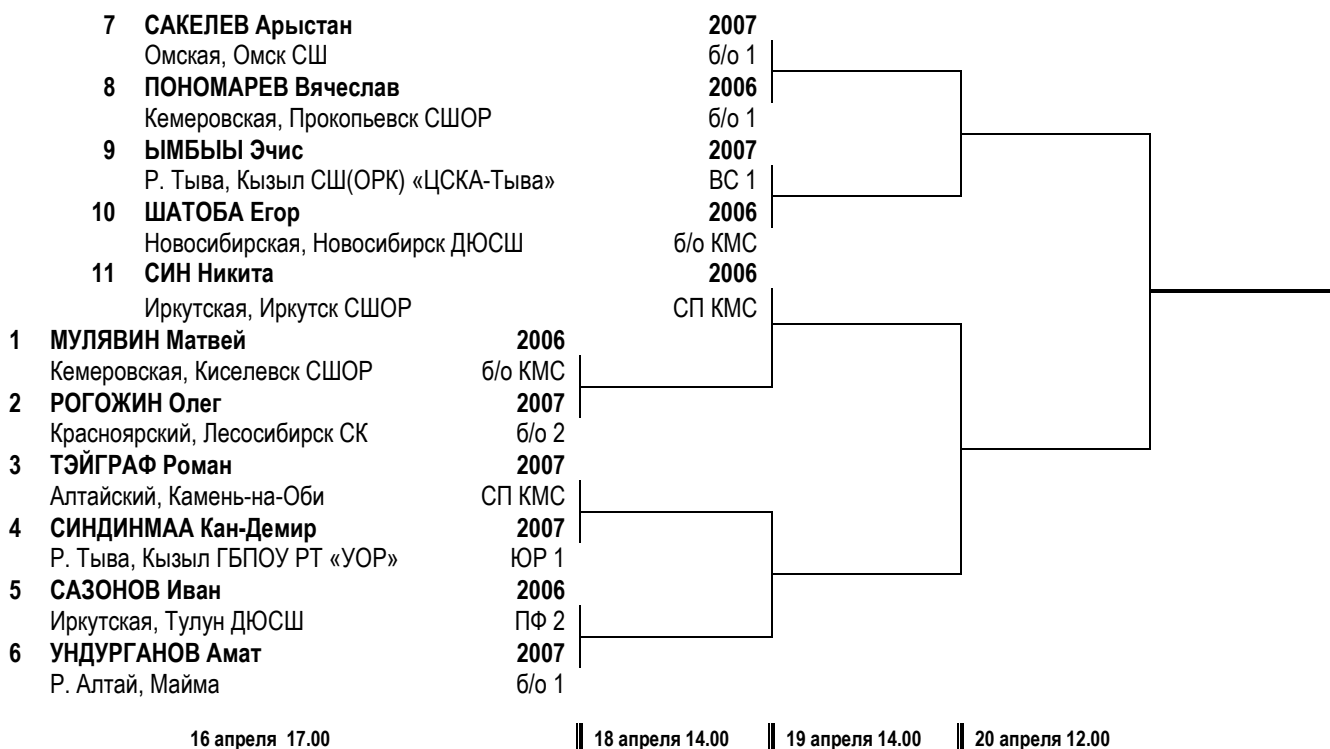 7 САКЕЛЕВ Арыстан 2007
Омская, Омск СШ б/о 1
8 ПОНОМАРЕВ Вячеслав 2006
Кемеровская, Прокопьевск СШОР б/о 1
9 ЫМБЫЫ Эчис 2007
Р. Тыва, Кызыл СШ(ОРК) «ЦСКА-Тыва» ВС 1
10 ШАТОБА Егор 2006
Новосибирская, Новосибирск ДЮСШ б/о КМС
11 СИН Никита 2006
Иркутская, Иркутск СШОР СП КМС
1 МУЛЯВИН Матвей 2006
Кемеровская, Киселевск СШОР б/о КМС
2 РОГОЖИН Олег 2007
Красноярский, Лесосибирск СК б/о 2
3 ТЭЙГРАФ Роман 2007
Алтайский, Камень-на-Оби СП КМС
4 СИНДИНМАА Кан-Демир 2007
Р. Тыва, Кызыл ГБПОУ РТ «УОР» ЮР 1
5 САЗОНОВ Иван 2006
Иркутская, Тулун ДЮСШ ПФ 2
6 УНДУРГАНОВ Амат 2007
Р. Алтай, Майма б/о 1
16 апреля 17.00 18 апреля 14.00 19 апреля 14.00 20 апреля 12.00